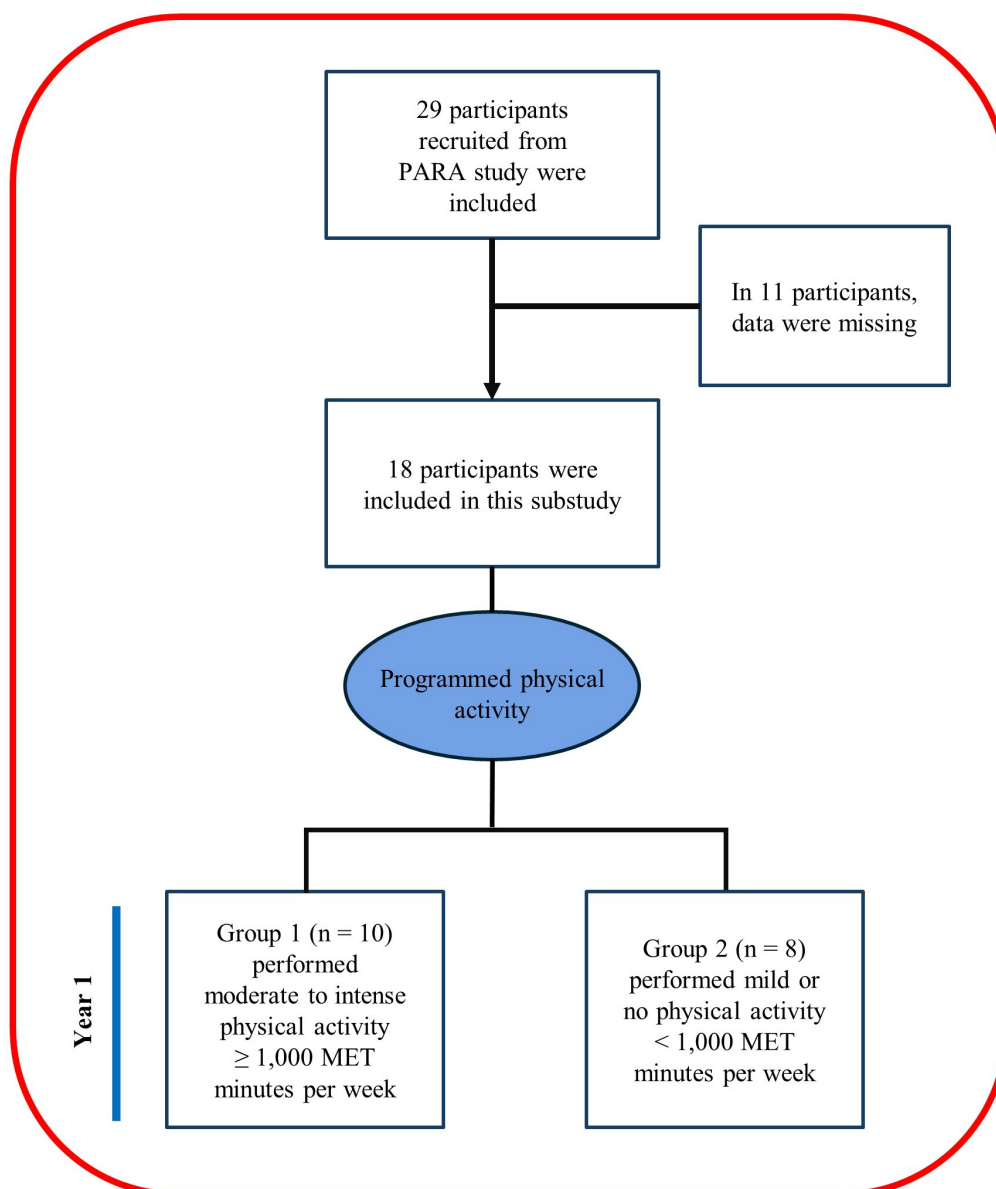 29 participants
recruited from
PARA study were
included
In 11 participants,
data were missing
18 participants were
included in this substudy
Programmed physical
activity
Year 1
Group 1 (n = 10)
performed
moderate to intense
physical activity
≥ 1,000 MET
minutes per week
Group 2 (n = 8)
performed mild or
no physical activity
< 1,000 MET
minutes per week